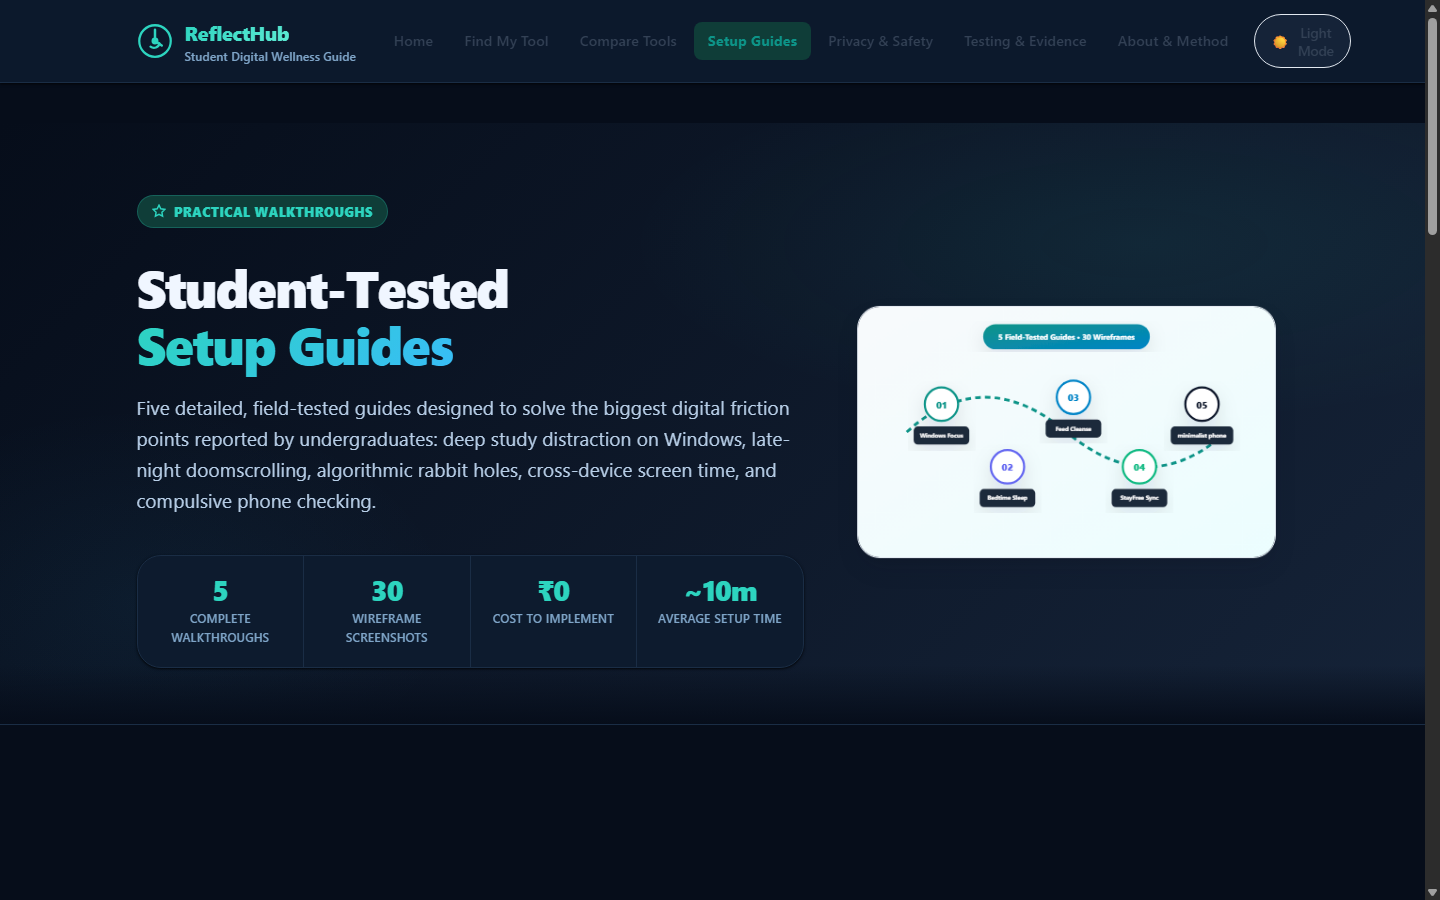 ReflectHub
Student Digital Wellness Guide
Home
Find My Tool
Compare Tools
Setup Guides
Privacy & Safety
Testing & Evidence
About & Method
Light
Mode
PRACTICAL WALKTHROUGHS
Student-Tested
Setup Guides
Five detailed, field-tested guides designed to solve the biggest digital friction
points reported by undergraduates: deep study distraction on Windows, late-
night doomscrolling, algorithmic rabbit holes, cross-device screen time, and
compulsive phone checking.
5
COMPLETE
WALKTHROUGHS
30
WIREFRAME
SCREENSHOTS
₹0
COST TO IMPLEMENT
~10m
AVERAGE SETUP TIME
5 Field-Tested Guides • 30 Wireframes
01
Windows Focus
02
Bedtime Sleep
03
Feed Cleanse
04
StayFree Sync
05
minimalist phone